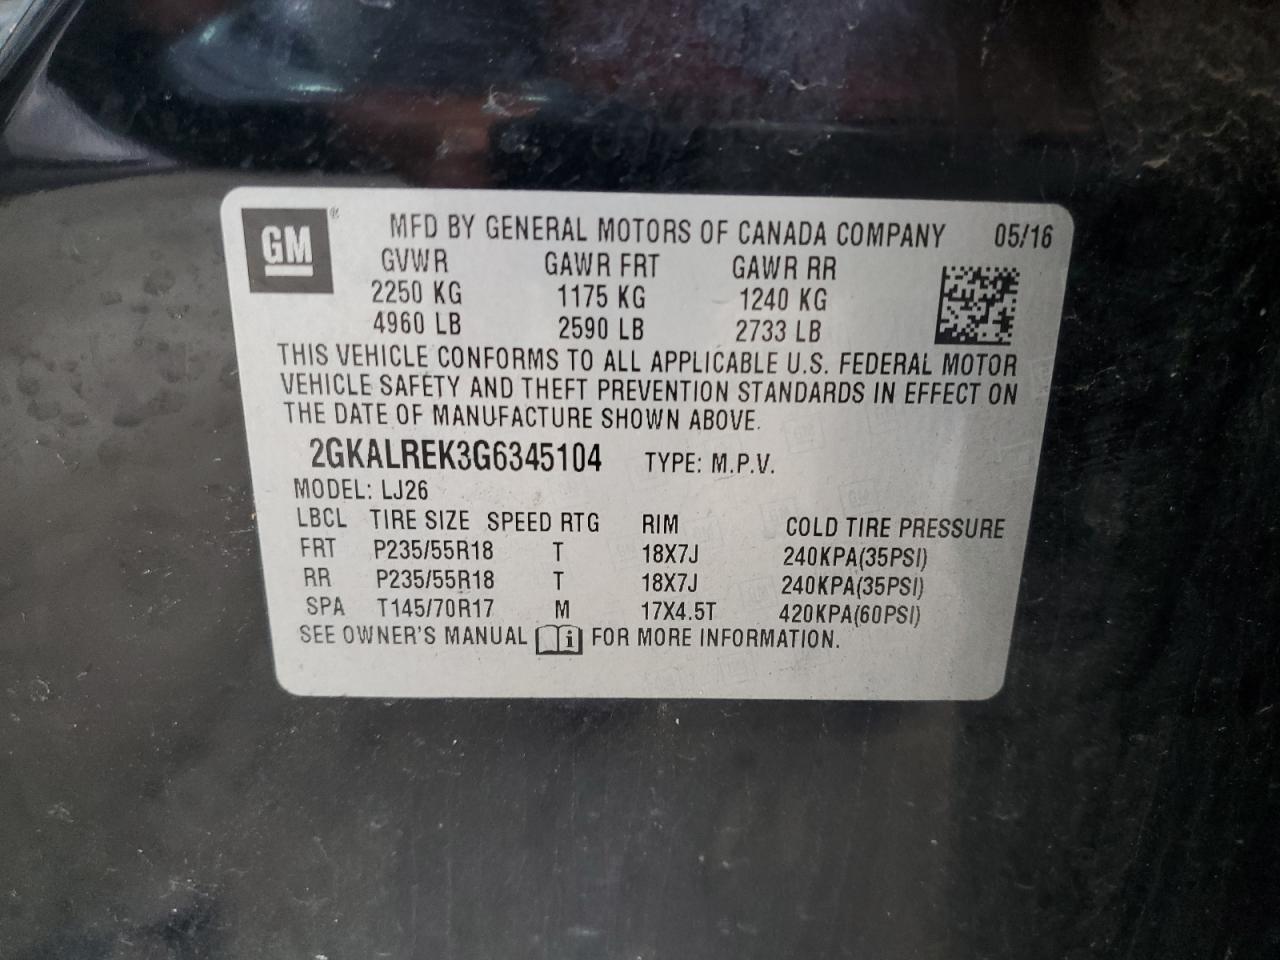 GM ® MFD BY GENERAL MOTORS OF CANADA COMPANY 05/16
GVWR GAWR FRT GAWR RR
2250 KG 1175 KG 1240 KG
4960 LB 2590 LB 2733 LB
THIS VEHICLE CONFORMS TO ALL APPLICABLE U.S. FEDERAL MOTOR
VEHICLE SAFETY AND THEFT PREVENTION STANDARDS IN EFFECT ON
THE DATE OF MANUFACTURE SHOWN ABOVE.
2GKALREK3G6345104 TYPE: M.P.V.
MODEL: LJ26
LBCL TIRE SIZE SPEED RTG RIM COLD TIRE PRESSURE
FRT P235/55R18 T 18X7J 240KPA(35PSI)
RR P235/55R18 T 18X7J 240KPA(35PSI)
SPA T145/70R17 M 17X4.5T 420KPA(60PSI)
SEE OWNER'S MANUAL i FOR MORE INFORMATION.